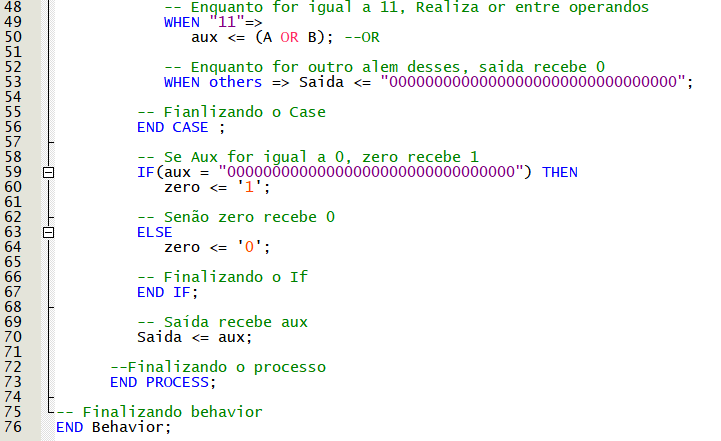 48 -- Enquanto for igual a 11, Realiza or entre operandos
49 WHEN "11"=>
50 aux <= (A OR B); --OR
51
52 -- Enquanto for outro alem desses, saida recebe 0
53 WHEN others => Saida <= "00000000000000000000000000000000";
54
55 -- Fianlizando o Case
56 END CASE ;
57
58 -- Se Aux for igual a 0, zero recebe 1
59 IF(aux = "00000000000000000000000000000000") THEN
60 zero <= '1';
61
62 -- Senão zero recebe 0
63 ELSE
64 zero <= '0';
65
66 -- Finalizando o If
67 END IF;
68
69 -- Saída recebe aux
70 Saida <= aux;
71
72 --Finalizando o processo
73 END PROCESS;
74
75 -- Finalizando behavior
76 END Behavior;